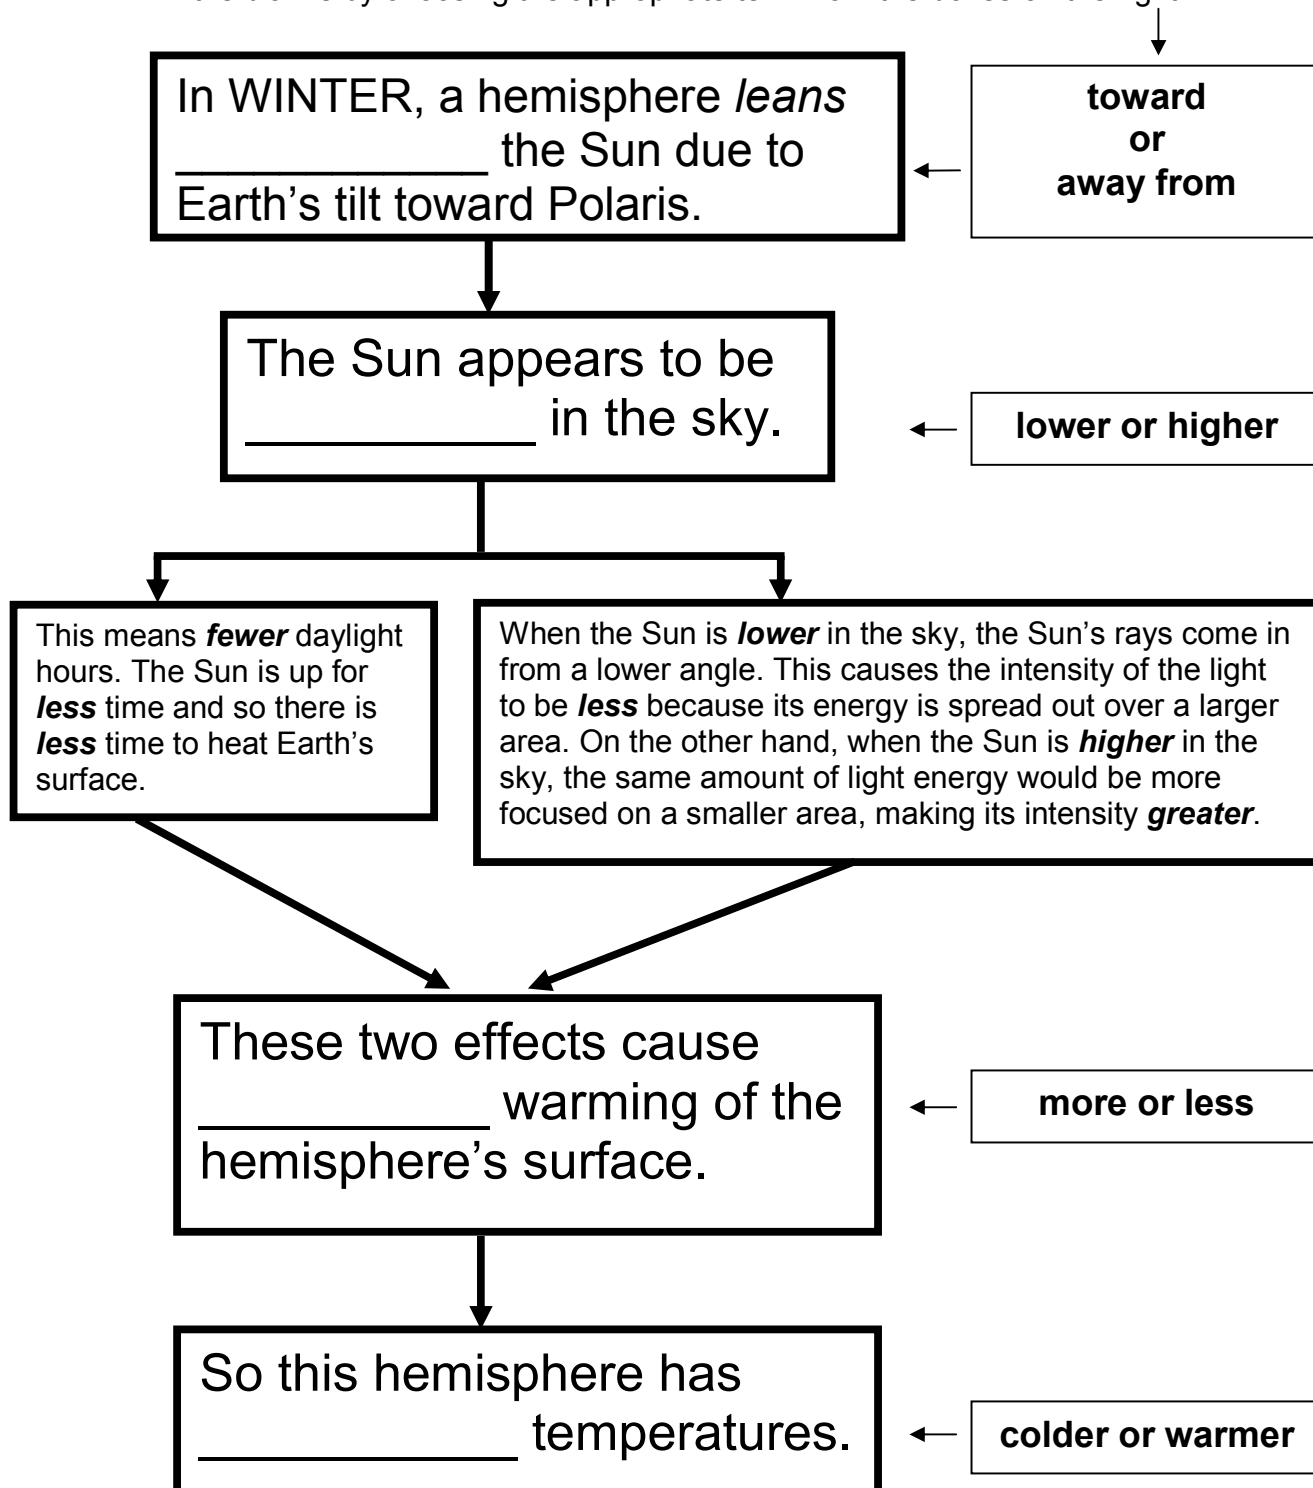 In WINTER, a hemisphere leans
____________ the Sun due to
Earth’s tilt toward Polaris.
toward
or
away from
The Sun appears to be
____________ in the sky.
lower or higher
This means fewer daylight
hours. The Sun is up for
less time and so there is
less time to heat Earth’s
surface.
When the Sun is lower in the sky, the Sun’s rays come in
from a lower angle. This causes the intensity of the light
to be less because its energy is spread out over a larger
area. On the other hand, when the Sun is higher in the
sky, the same amount of light energy would be more
focused on a smaller area, making its intensity greater.
These two effects cause
____________ warming of the
hemisphere’s surface.
more or less
So this hemisphere has
____________ temperatures.
colder or warmer